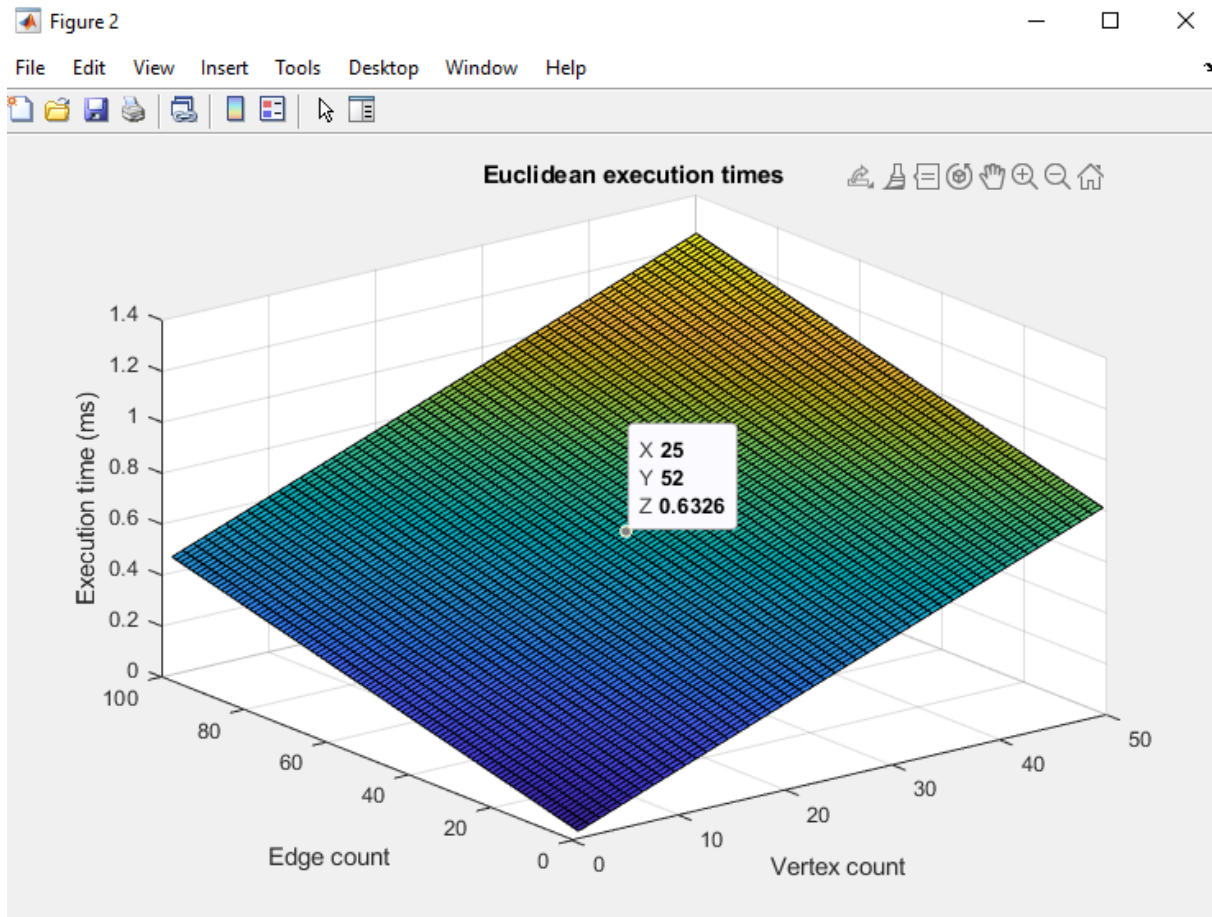 Figure 2
File Edit View Insert Tools Desktop Window Help
Euclidean execution times
1.4
1.2
1
0.8
0.6
0.4
0.2
0
Execution time (ms)
X 25
Y 52
Z 0.6326
100
80
60
40
20
0
Edge count
0
10
20
30
40
50
Vertex count